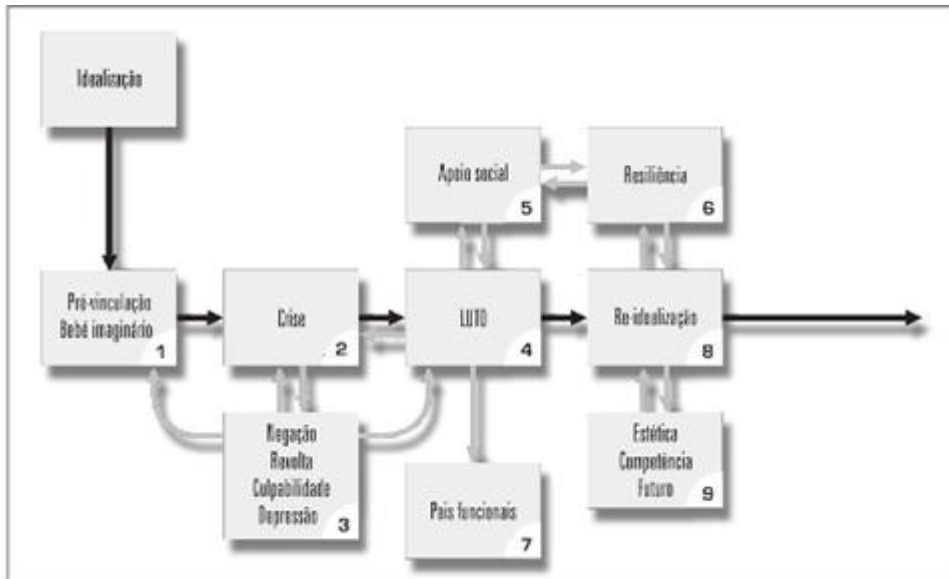 Idealização
Apoio social
5
Resiliência
6
Pré-vinculação
Bebé imaginário
1
Crise
2
LUTO
4
Re-idealização
8
Negação
Revolta
Culpabilidade
Depressão
3
Pais funcionais
7
Estética
Competência
Futuro
9